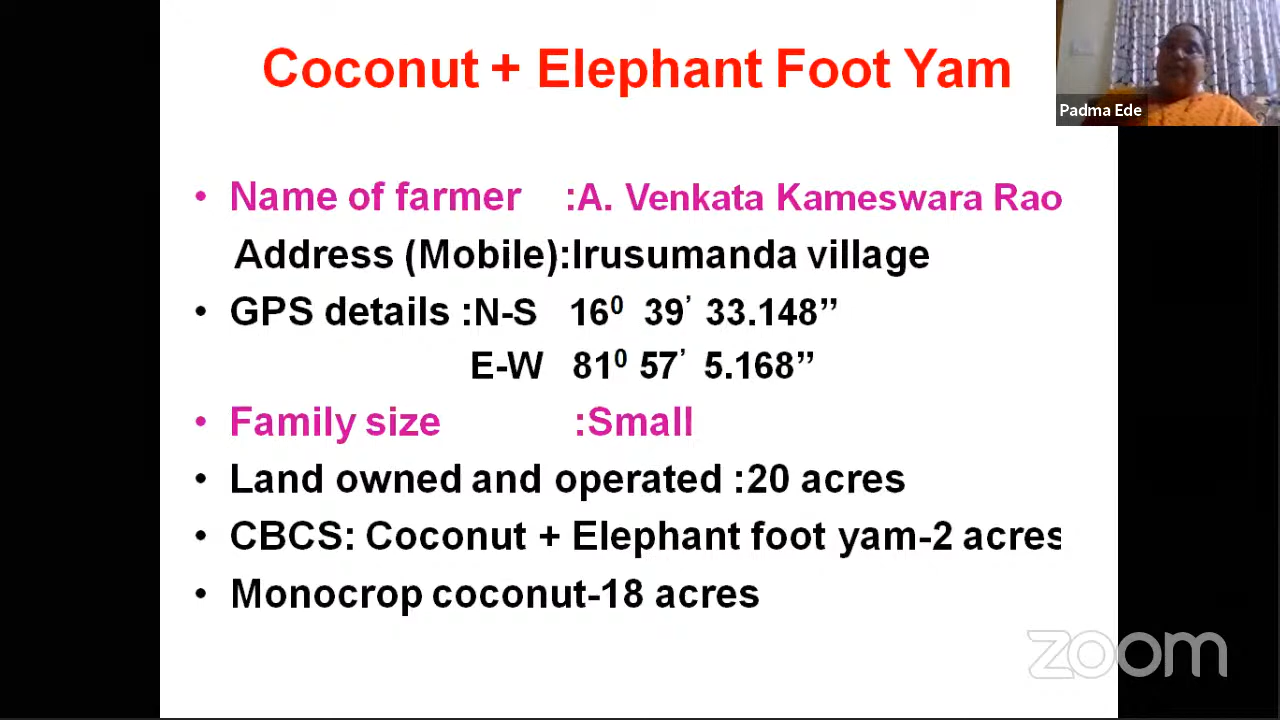 Coconut + Elephant Foot Yam
Padma Ede
• Name of farmer :A. Venkata Kameswara Rao
Address (Mobile):Irusumanda village
• GPS details :N-S 16⁰ 39’ 33.148”
E-W 81⁰ 57’ 5.168”
• Family size :Small
• Land owned and operated :20 acres
• CBCS: Coconut + Elephant foot yam-2 acres
• Monocrop coconut-18 acres
zoom